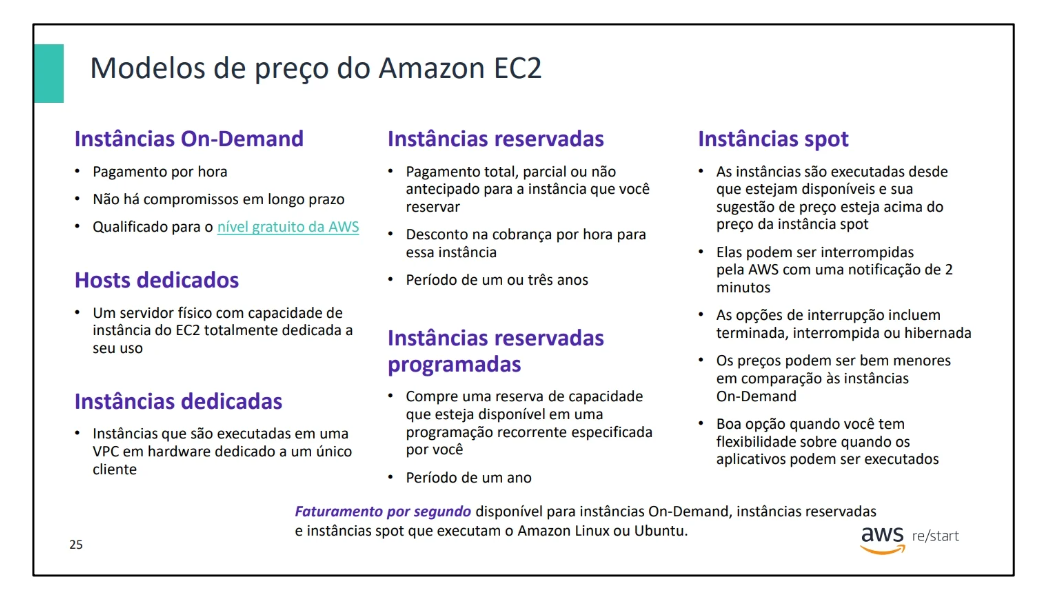 Modelos de preço do Amazon EC2
Instâncias On-Demand
• Pagamento por hora
• Não há compromissos em longo prazo
• Qualificado para o nível gratuito da AWS
Hosts dedicados
• Um servidor físico com capacidade de
instância do EC2 totalmente dedicada a
seu uso
Instâncias dedicadas
• Instâncias que são executadas em uma
VPC em hardware dedicado a um único
cliente
Instâncias reservadas
• Pagamento total, parcial ou não
antecipado para a instância que você
reservar
• Desconto na cobrança por hora para
essa instância
• Período de um ou três anos
Instâncias reservadas
programadas
• Compre uma reserva de capacidade
que esteja disponível em uma
programação recorrente especificada
por você
• Período de um ano
Instâncias spot
• As instâncias são executadas desde
que estejam disponíveis e sua
sugestão de preço esteja acima do
preço da instância spot
• Elas podem ser interrompidas
pela AWS com uma notificação de 2
minutos
• As opções de interrupção incluem
terminada, interrompida ou hibernada
• Os preços podem ser bem menores
em comparação às instâncias
On-Demand
• Boa opção quando você tem
flexibilidade sobre quando os
aplicativos podem ser executados
Faturamento por segundo disponível para instâncias On-Demand, instâncias reservadas
e instâncias spot que executam o Amazon Linux ou Ubuntu.
25
aws re/start